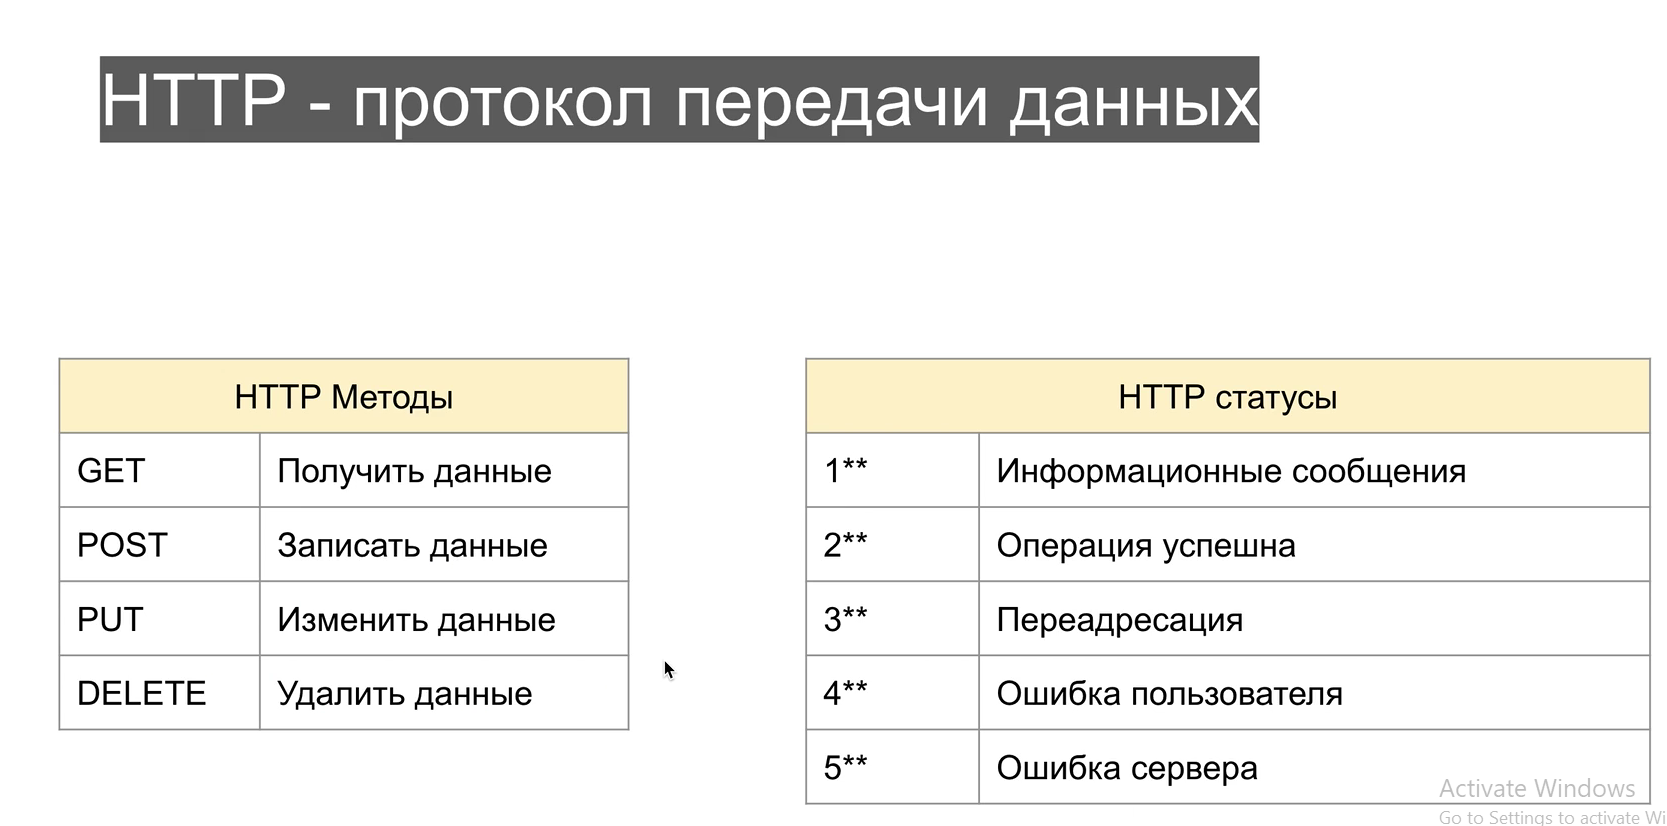 HTTP - протокол передачи данных
HTTP Методы
GET Получить данные
POST Записать данные
PUT Изменить данные
DELETE Удалить данные
HTTP статусы
1** Информационные сообщения
2** Операция успешна
3** Переадресация
4** Ошибка пользователя
5** Ошибка сервера
Activate Windows
Go to Settings to activate Wi